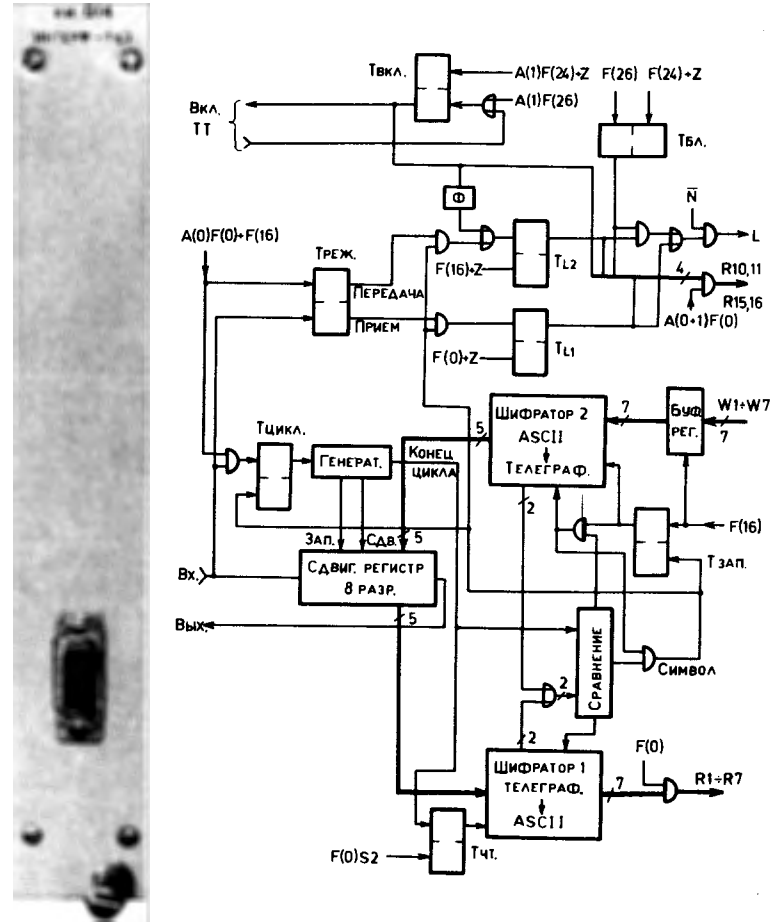 Твкл.
A(1)F(24)+Z
F(26)
F(24)+Z
A(1)F(26)
Вкл.
ТТ
Тбл.
Ф
N̅
L
A(0)F(0)+F(16)
Треж.
Передача
Прием
F(16)+Z
TL2
4
R10,11
R15,16
A(0+1)F(0)
F(0)+Z
TL1
Тцикл.
Генерат.
Конец
цикла
5
Шифратор 2
ASCII
Телеграф.
7
Буф.
рег.
W1÷W7
7
2
F(16)
Т зап.
Зап.
Сдв.
5
Вх.
Сдвиг. регистр
8 разр.
5
Вых.
Сравнение
Символ
2
2
Шифратор 1
Телеграф.
ASCII
7
F(0)
R1÷R7
F(0)S2
Тчт.